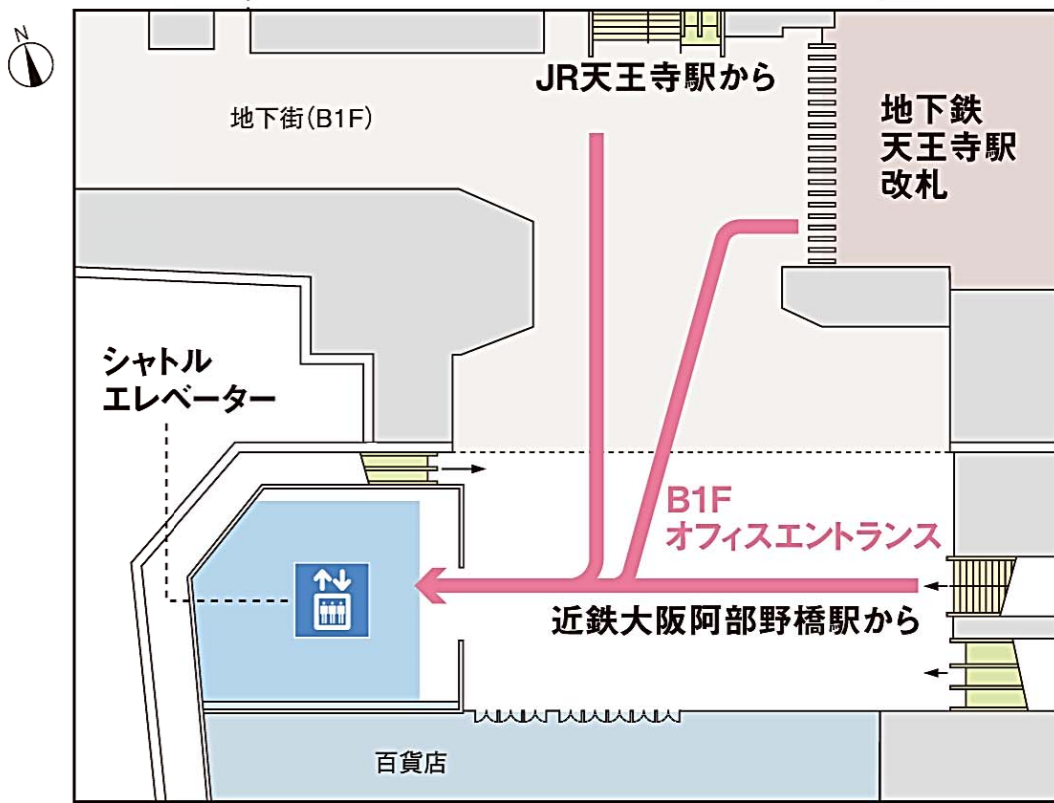 N
JR天王寺駅から
地下街(B1F)
地下鉄
天王寺駅
改札
シャトル
エレベーター
B1F
オフィスエントランス
近鉄大阪阿部野橋駅から
百貨店